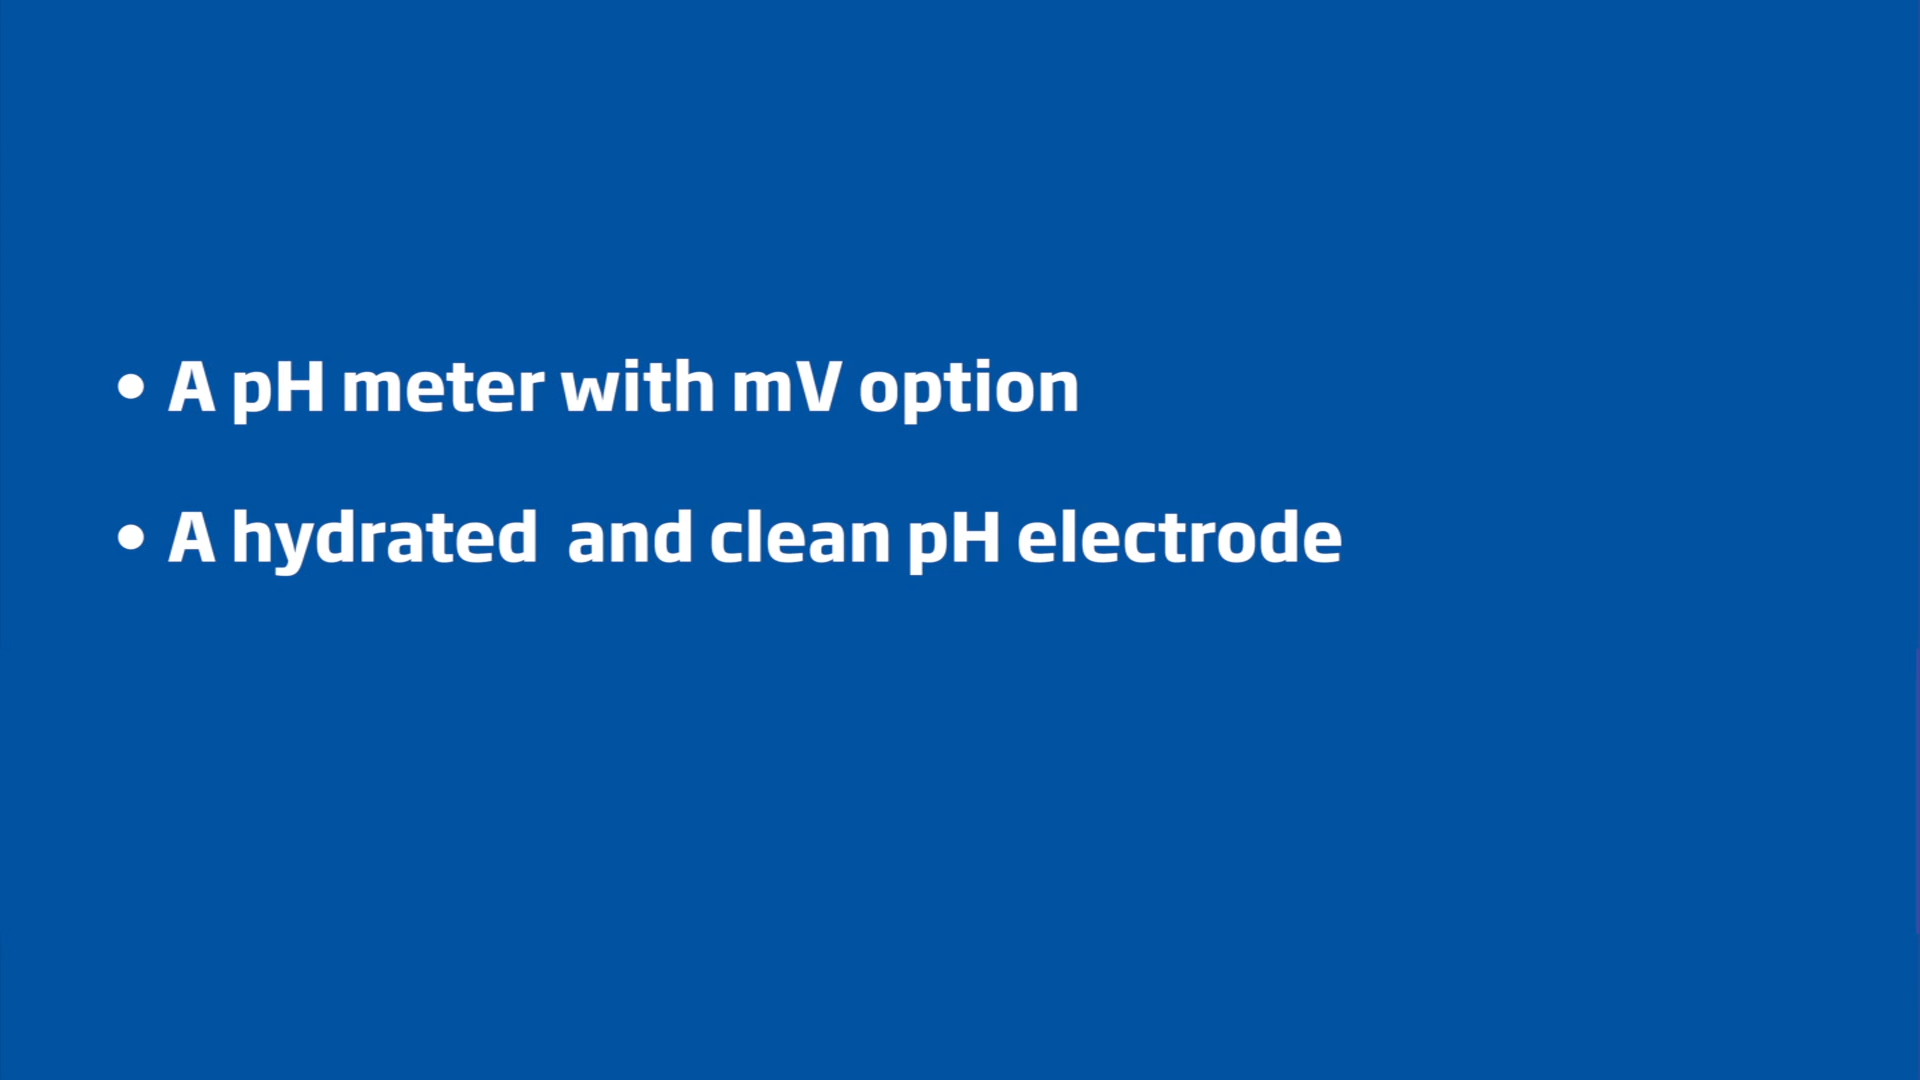 • A pH meter with mV option
• A hydrated  and clean pH electrode